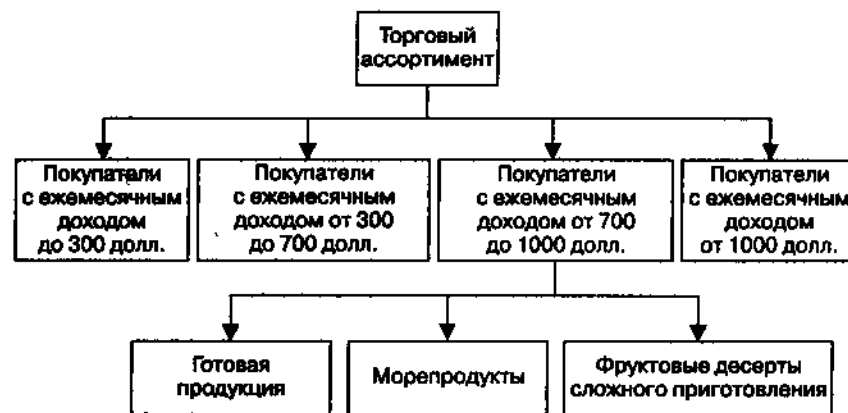 Торговый
ассортимент
Покупатели
с ежемесячным
доходом
до 300 долл.
Покупатели
с ежемесячным
доходом от 300
до 700 долл.
Покупатели
с ежемесячным
доходом от 700
до 1000 долл.
Покупатели
с ежемесячным
доходом
от 1000 долл.
Готовая
продукция
Морепродукты
Фруктовые десерты
сложного приготовления